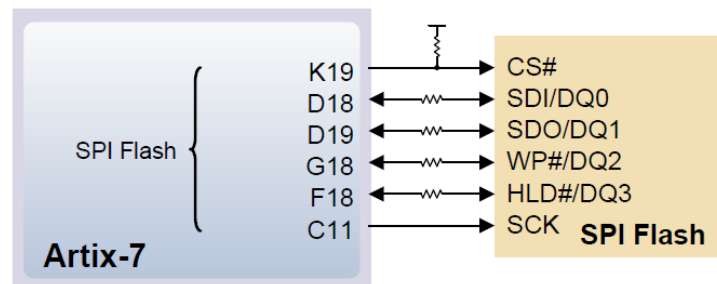 K19 CS#
D18 SDI/DQ0
D19 SDO/DQ1
SPI Flash
G18 WP#/DQ2
F18 HLD#/DQ3
C11 SCK
SPI Flash
Artix-7